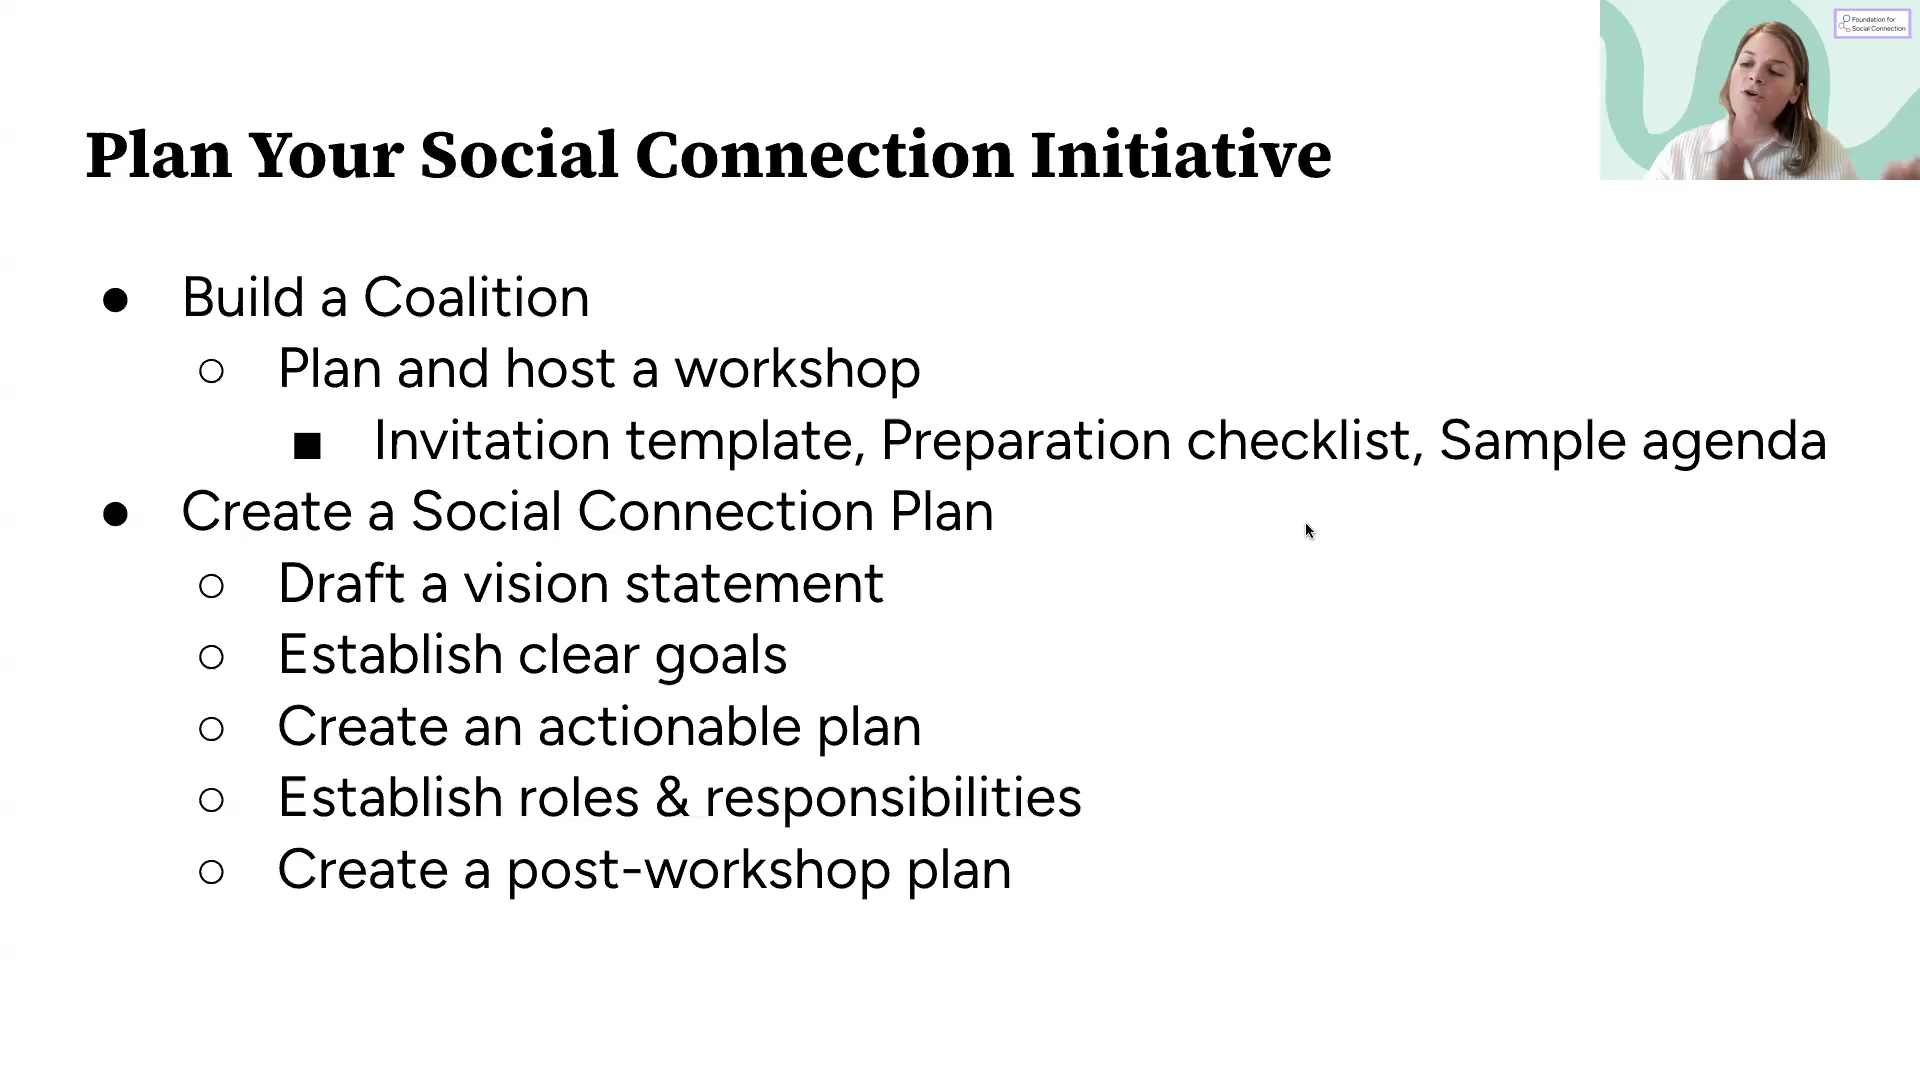 Foundation for
Social Connection
Plan Your Social Connection Initiative
● Build a Coalition
○ Plan and host a workshop
■ Invitation template, Preparation checklist, Sample agenda
● Create a Social Connection Plan
○ Draft a vision statement
○ Establish clear goals
○ Create an actionable plan
○ Establish roles & responsibilities
○ Create a post-workshop plan